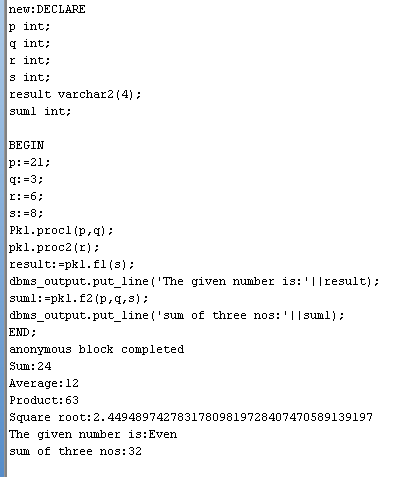 new:DECLARE
p int;
q int;
r int;
s int;
result varchar2(4);
sum1 int;
BEGIN
p:=21;
q:=3;
r:=6;
s:=8;
Pk1.proc1(p,q);
pk1.proc2(r);
result:=pk1.f1(s);
dbms_output.put_line('The given number is:'||result);
sum1:=pk1.f2(p,q,s);
dbms_output.put_line('sum of three nos:'||sum1);
END;
anonymous block completed
Sum:24
Average:12
Product:63
Square root:2.44948974278317809819728407470589139197
The given number is:Even
sum of three nos:32